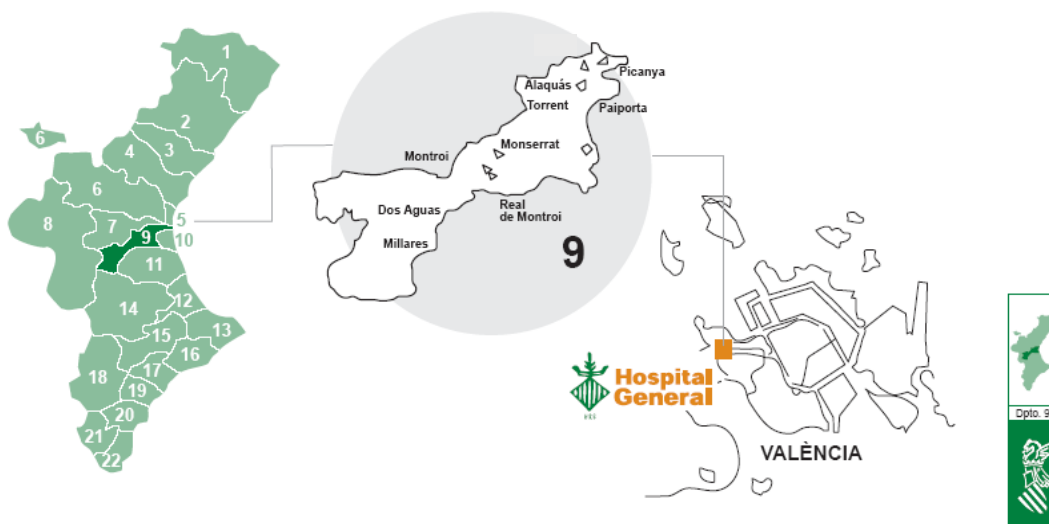 1
2
3
4
6
6
5
7
8
9
10
11
12
14
13
15
16
17
18
19
20
21
22
Picanya
Alaquás
Torrent
Paiporta
Monserrat
Montroi
Dos Aguas
Real
de Montroi
Millares
9
Hospital
General
VALÈNCIA
Dpto. 9